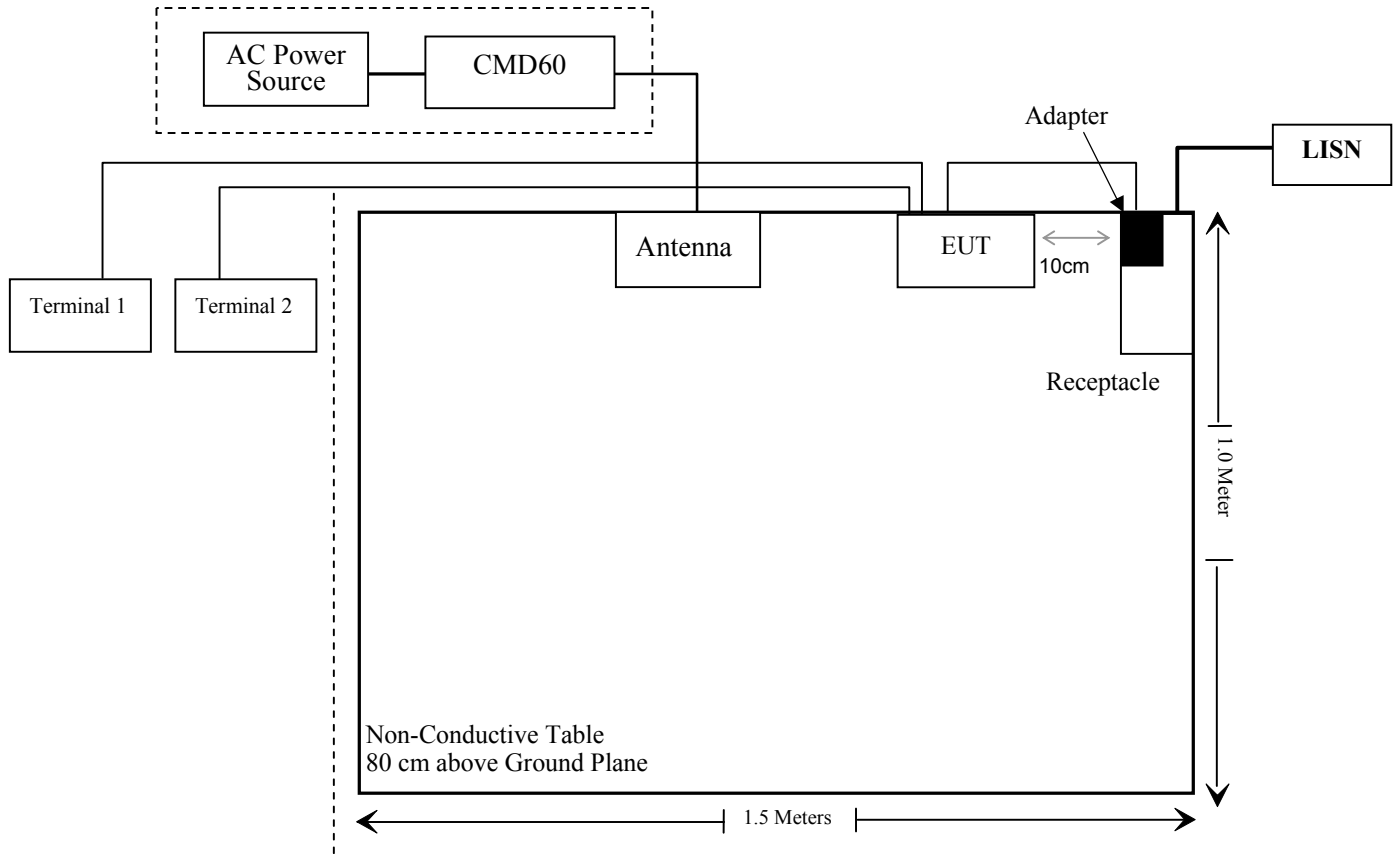 AC Power
Source
CMD60
Adapter
LISN
Antenna
EUT
10cm
Terminal 1
Terminal 2
Receptacle
1.0 Meter
Non-Conductive Table
80 cm above Ground Plane
1.5 Meters